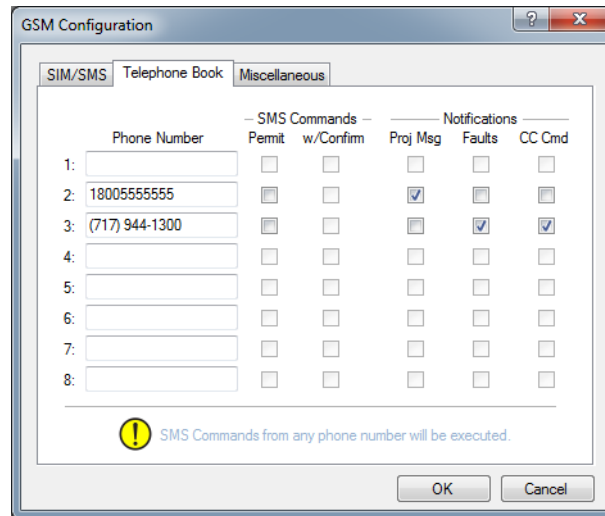 GSM Configuration
?
X
SIM/SMS Telephone Book Miscellaneous
SMS Commands Notifications
Phone Number Permit w/Confirm Proj Msg Faults CC Cmd
1:
2: 18005555555
3: (717) 944-1300
4:
5:
6:
7:
8:
! SMS Commands from any phone number will be executed.
OK Cancel